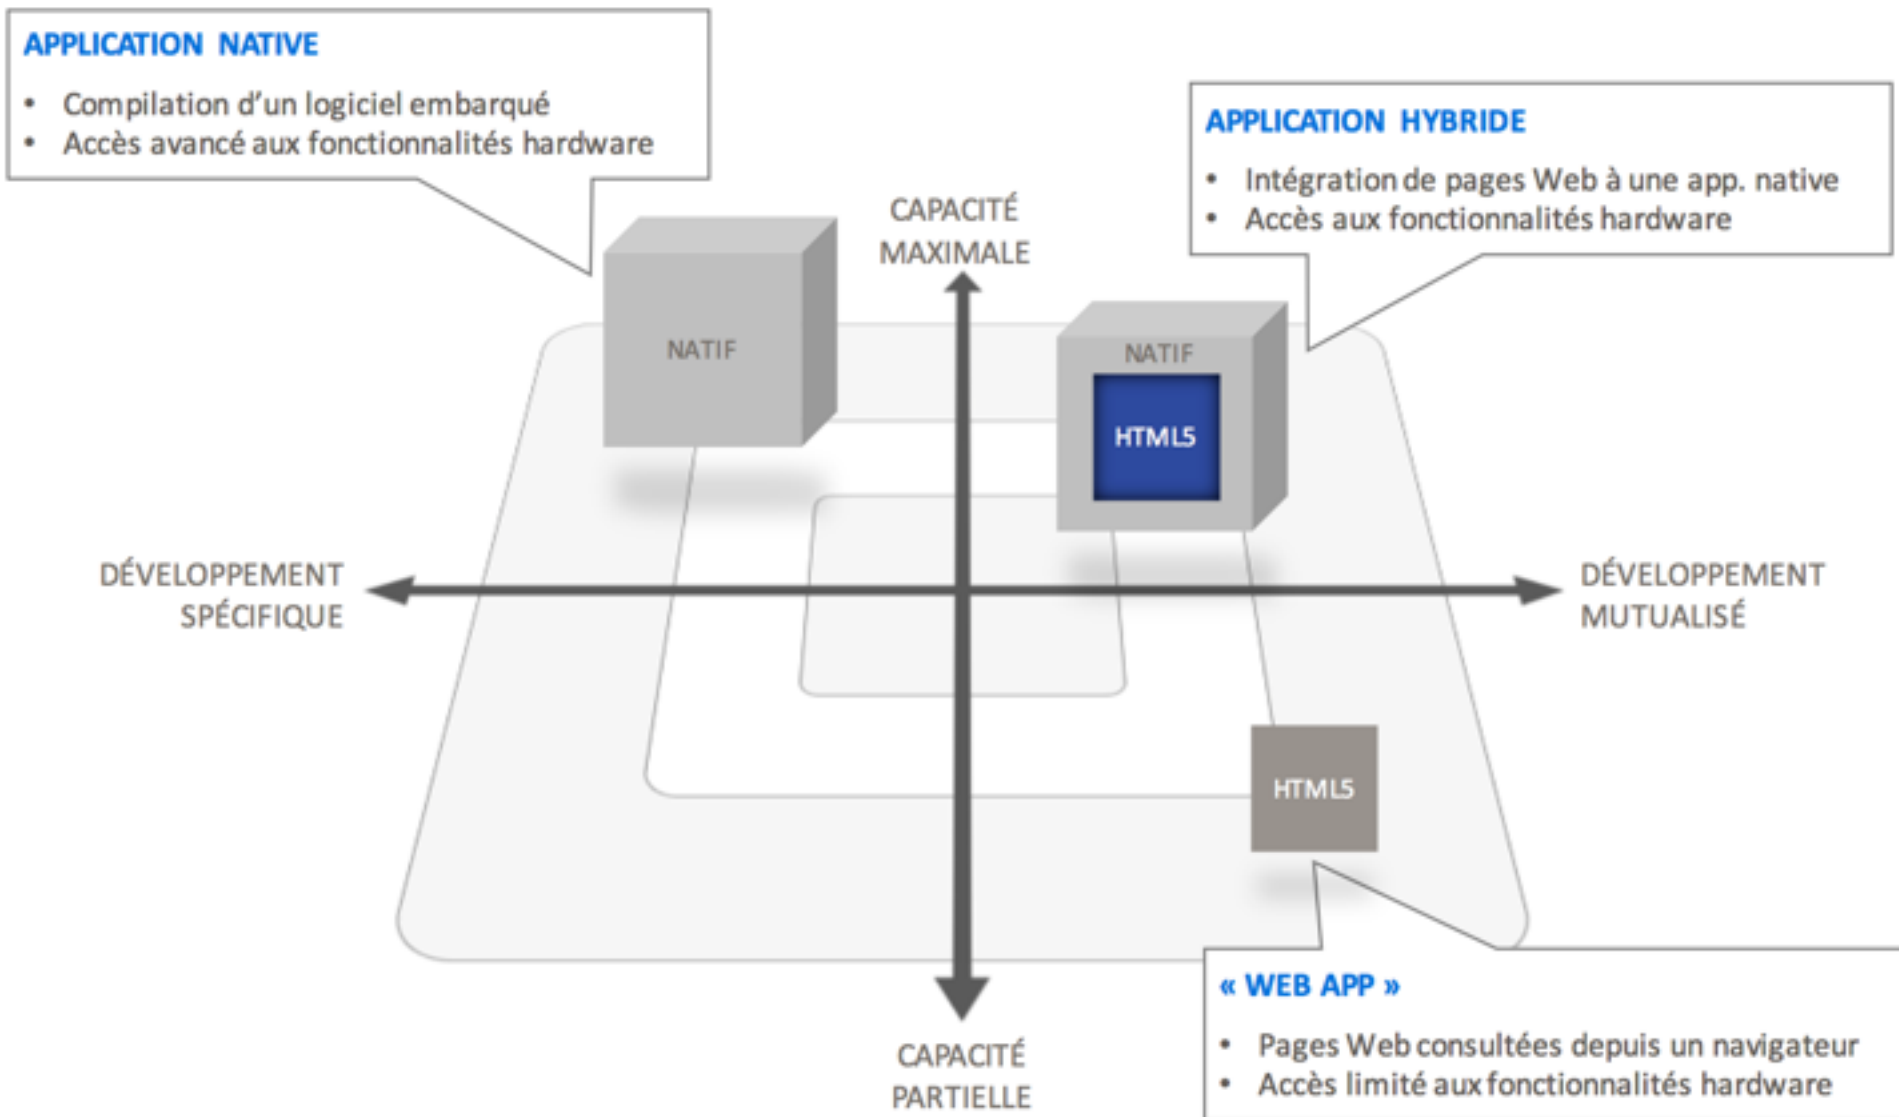 APPLICATION NATIVE
• Compilation d'un logiciel embarqué
• Accès avancé aux fonctionnalités hardware
APPLICATION HYBRIDE
• Intégration de pages Web à une app. native
• Accès aux fonctionnalités hardware
CAPACITÉ
MAXIMALE
NATIF
NATIF
HTML5
DÉVELOPPEMENT
SPÉCIFIQUE
DÉVELOPPEMENT
MUTUALISÉ
HTML5
« WEB APP »
• Pages Web consultées depuis un navigateur
• Accès limité aux fonctionnalités hardware
CAPACITÉ
PARTIELLE